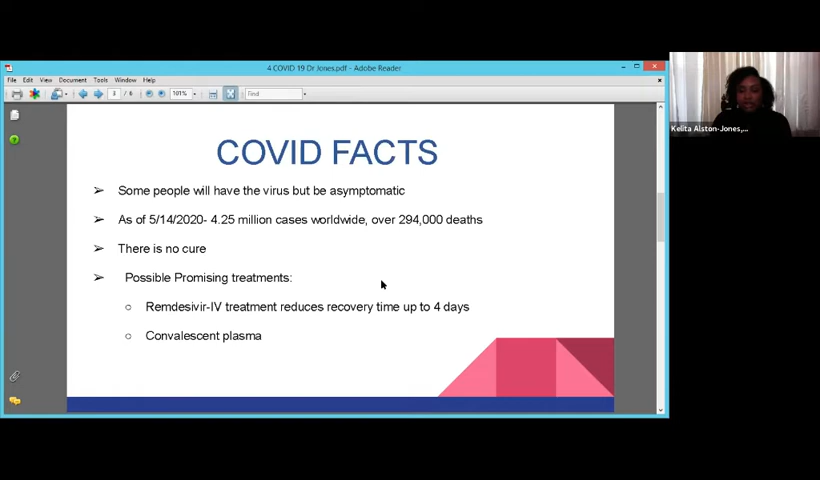 4 COVID 19 Dr Jones.pdf - Adobe Reader
File Edit View Document Tools Window Help
3 / 6 101% Find
Kelita Alston-Jones,...
COVID FACTS
➢ Some people will have the virus but be asymptomatic
➢ As of 5/14/2020- 4.25 million cases worldwide, over 294,000 deaths
➢ There is no cure
➢ Possible Promising treatments:
○ Remdesivir-IV treatment reduces recovery time up to 4 days
○ Convalescent plasma